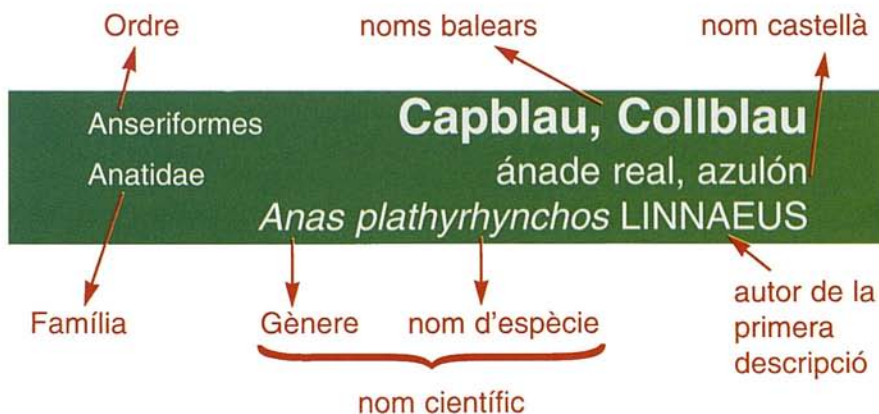 Ordre noms balears nom castellà
Anseriformes Capblau, Collblau
Anatidae ánade real, azulón
Anas plathyrhynchos LINNAEUS
Família Gènere nom d'espècie autor de la
primera
descripció
nom científic